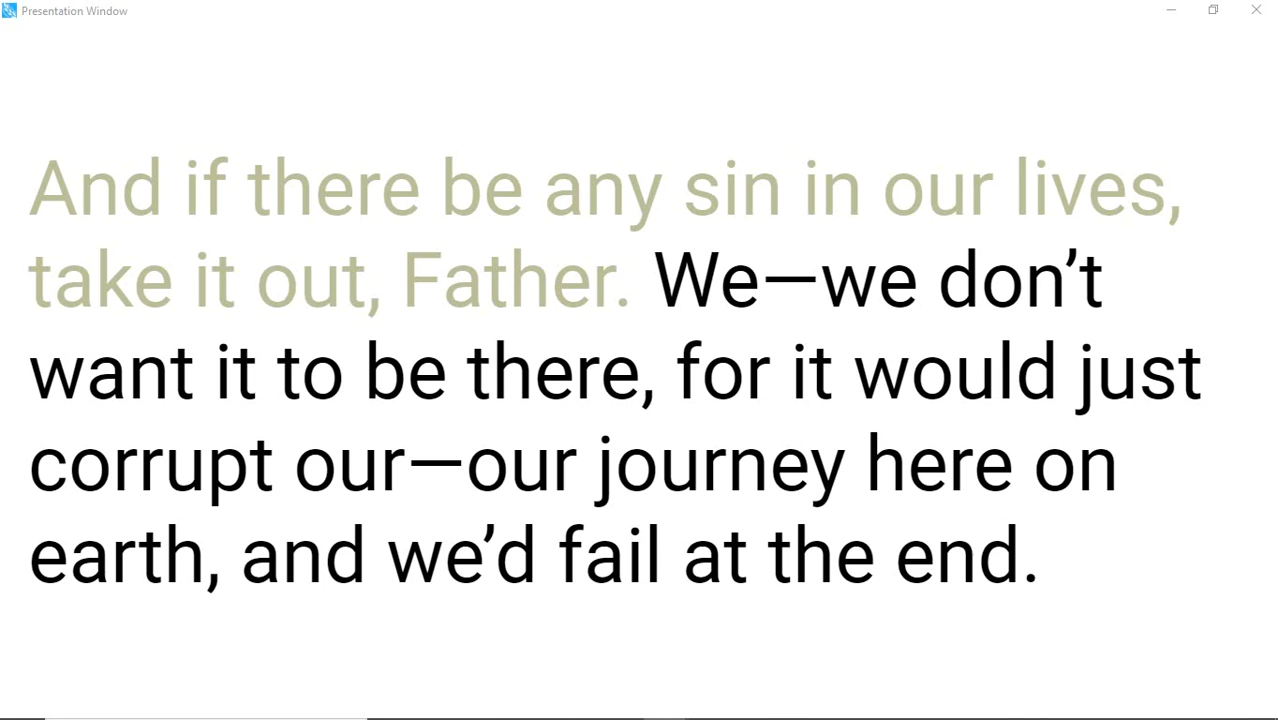 Presentation Window
And if there be any sin in our lives,
take it out, Father. We—we don’t
want it to be there, for it would just
corrupt our—our journey here on
earth, and we’d fail at the end.